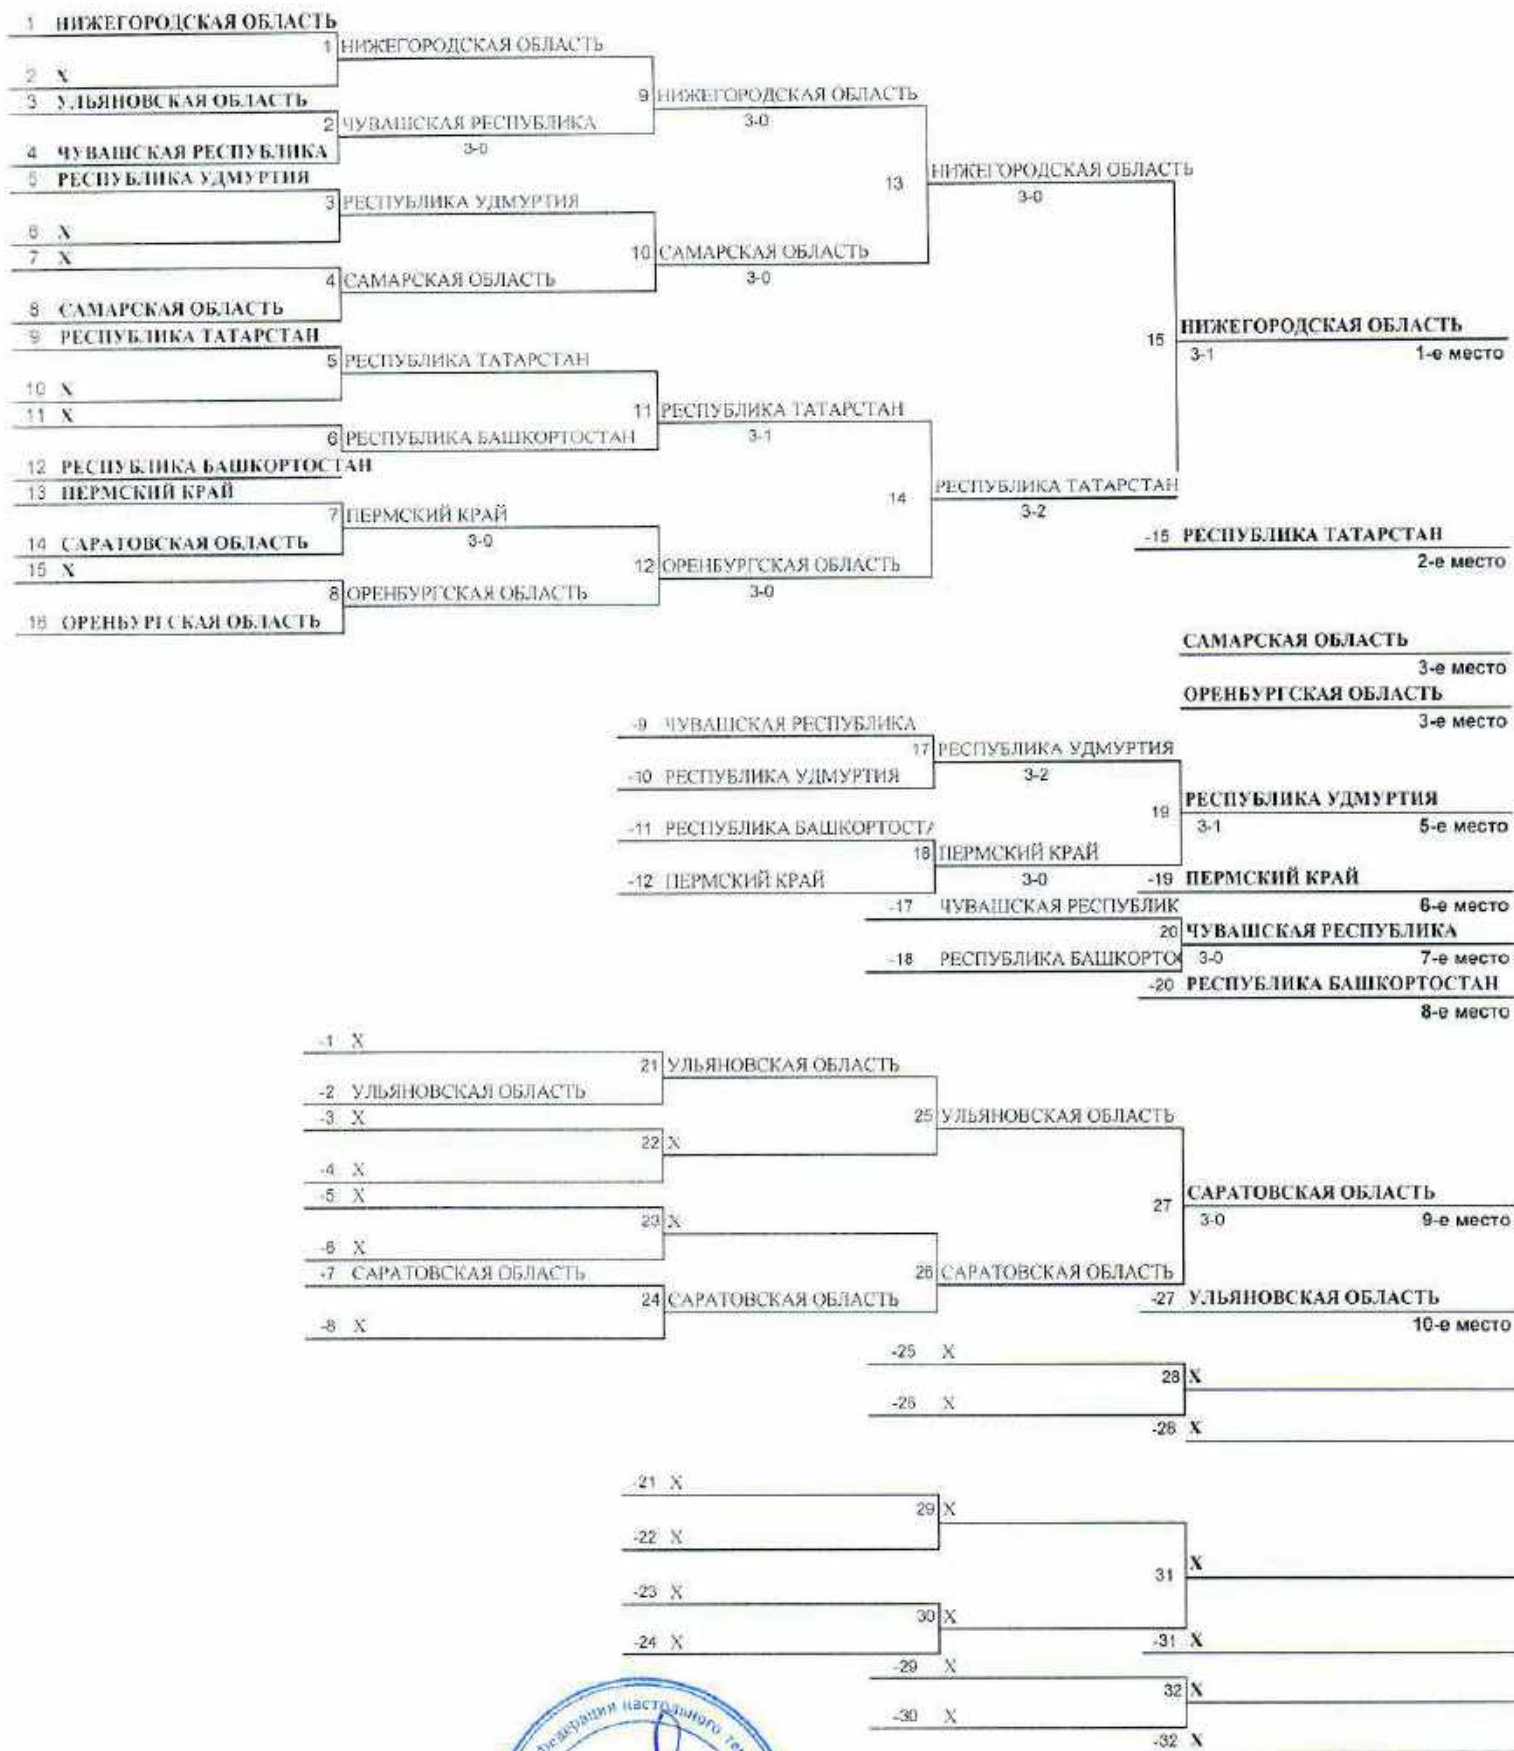 1 НИЖЕГОРОДСКАЯ ОБЛАСТЬ
1 НИЖЕГОРОДСКАЯ ОБЛАСТЬ
2 X
3 УЛЬЯНОВСКАЯ ОБЛАСТЬ
9 НИЖЕГОРОДСКАЯ ОБЛАСТЬ
3-0
2 ЧУВАШСКАЯ РЕСПУБЛИКА
3-0
4 ЧУВАШСКАЯ РЕСПУБЛИКА
5 РЕСПУБЛИКА УДМУРТИЯ
13 НИЖЕГОРОДСКАЯ ОБЛАСТЬ
3-0
3 РЕСПУБЛИКА УДМУРТИЯ
6 X
7 X
10 САМАРСКАЯ ОБЛАСТЬ
3-0
4 САМАРСКАЯ ОБЛАСТЬ
8 САМАРСКАЯ ОБЛАСТЬ
9 РЕСПУБЛИКА ТАТАРСТАН
15 НИЖЕГОРОДСКАЯ ОБЛАСТЬ
3-1 1-е место
5 РЕСПУБЛИКА ТАТАРСТАН
10 X
11 X
11 РЕСПУБЛИКА ТАТАРСТАН
3-1
6 РЕСПУБЛИКА БАШКОРТОСТАН
12 РЕСПУБЛИКА БАШКОРТОСТАН
13 ПЕРМСКИЙ КРАЙ
14 РЕСПУБЛИКА ТАТАРСТАН
3-2
7 ПЕРМСКИЙ КРАЙ
3-0
14 САРАТОВСКАЯ ОБЛАСТЬ
-15 РЕСПУБЛИКА ТАТАРСТАН
2-е место
15 X
12 ОРЕНБУРГСКАЯ ОБЛАСТЬ
3-0
8 ОРЕНБУРГСКАЯ ОБЛАСТЬ
16 ОРЕНБУРГСКАЯ ОБЛАСТЬ
САМАРСКАЯ ОБЛАСТЬ
3-е место
ОРЕНБУРГСКАЯ ОБЛАСТЬ
3-е место
-9 ЧУВАШСКАЯ РЕСПУБЛИКА
17 РЕСПУБЛИКА УДМУРТИЯ
3-2
-10 РЕСПУБЛИКА УДМУРТИЯ
19 РЕСПУБЛИКА УДМУРТИЯ
3-1 5-е место
-11 РЕСПУБЛИКА БАШКОРТОСТА
18 ПЕРМСКИЙ КРАЙ
3-0
-12 ПЕРМСКИЙ КРАЙ
-19 ПЕРМСКИЙ КРАЙ
6-е место
-17 ЧУВАШСКАЯ РЕСПУБЛИК
20 ЧУВАШСКАЯ РЕСПУБЛИКА
3-0 7-е место
-18 РЕСПУБЛИКА БАШКОРТО
-20 РЕСПУБЛИКА БАШКОРТОСТАН
8-е место
-1 X
21 УЛЬЯНОВСКАЯ ОБЛАСТЬ
-2 УЛЬЯНОВСКАЯ ОБЛАСТЬ
-3 X
25 УЛЬЯНОВСКАЯ ОБЛАСТЬ
22 X
-4 X
-5 X
27 САРАТОВСКАЯ ОБЛАСТЬ
3-0 9-е место
23 X
-6 X
-7 САРАТОВСКАЯ ОБЛАСТЬ
26 САРАТОВСКАЯ ОБЛАСТЬ
24 САРАТОВСКАЯ ОБЛАСТЬ
-8 X
-27 УЛЬЯНОВСКАЯ ОБЛАСТЬ
10-е место
-25 X
28 X
-26 X
-28 X
-21 X
29 X
-22 X
31 X
-23 X
30 X
-24 X
-31 X
-29 X
32 X
-30 X
-32 X
настольного